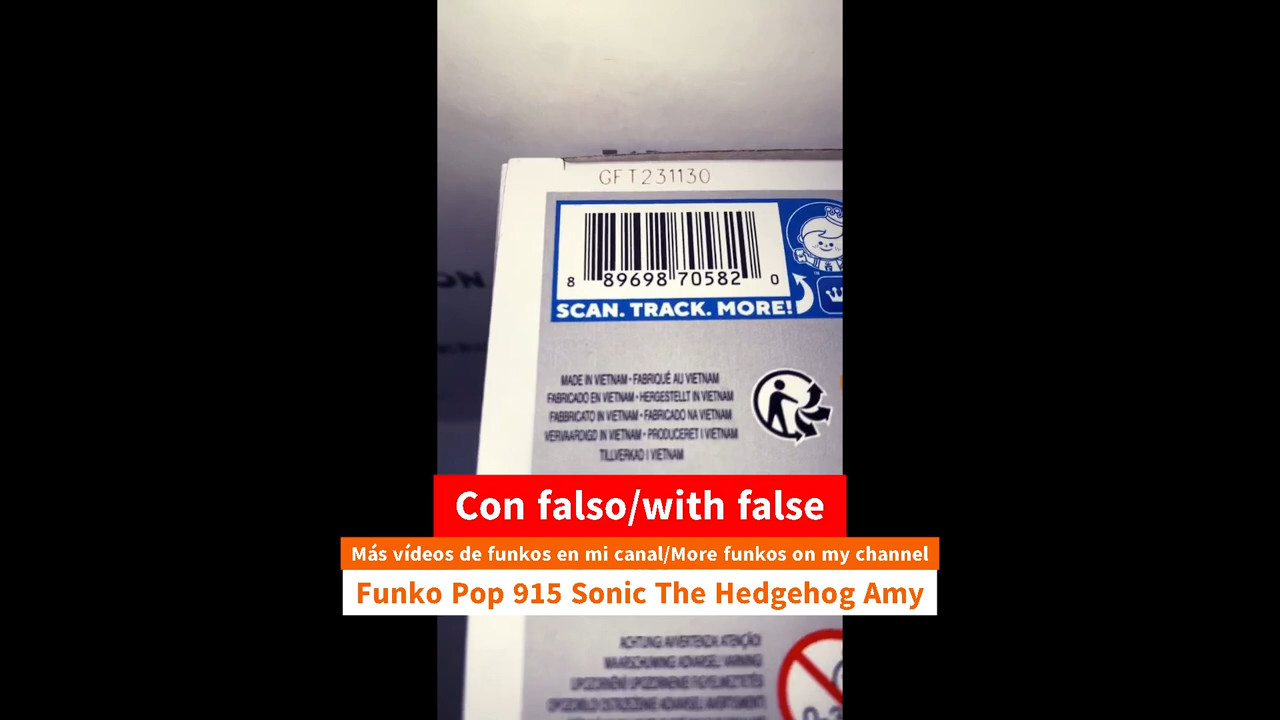 GFT231130
8 89698 70582 0
SCAN. TRACK. MORE!
MADE IN VIETNAM • FABRIQUÉ AU VIETNAM
FABRICADO EN VIETNAM • HERGESTELLT IN VIETNAM
FABBRICATO IN VIETNAM • FABRICADO NA VIETNAM
VERVAARDIGD IN VIETNAM • PRODUCERET I VIETNAM
TILLVERKAD I VIETNAM
Con falso/with false
Más vídeos de funkos en mi canal/More funkos on my channel
Funko Pop 915 Sonic The Hedgehog Amy
ACHTUNG! AVVERTENZA! ATENÇÃO!
WAARSCHUWING! ADVARSEL! VARNING!